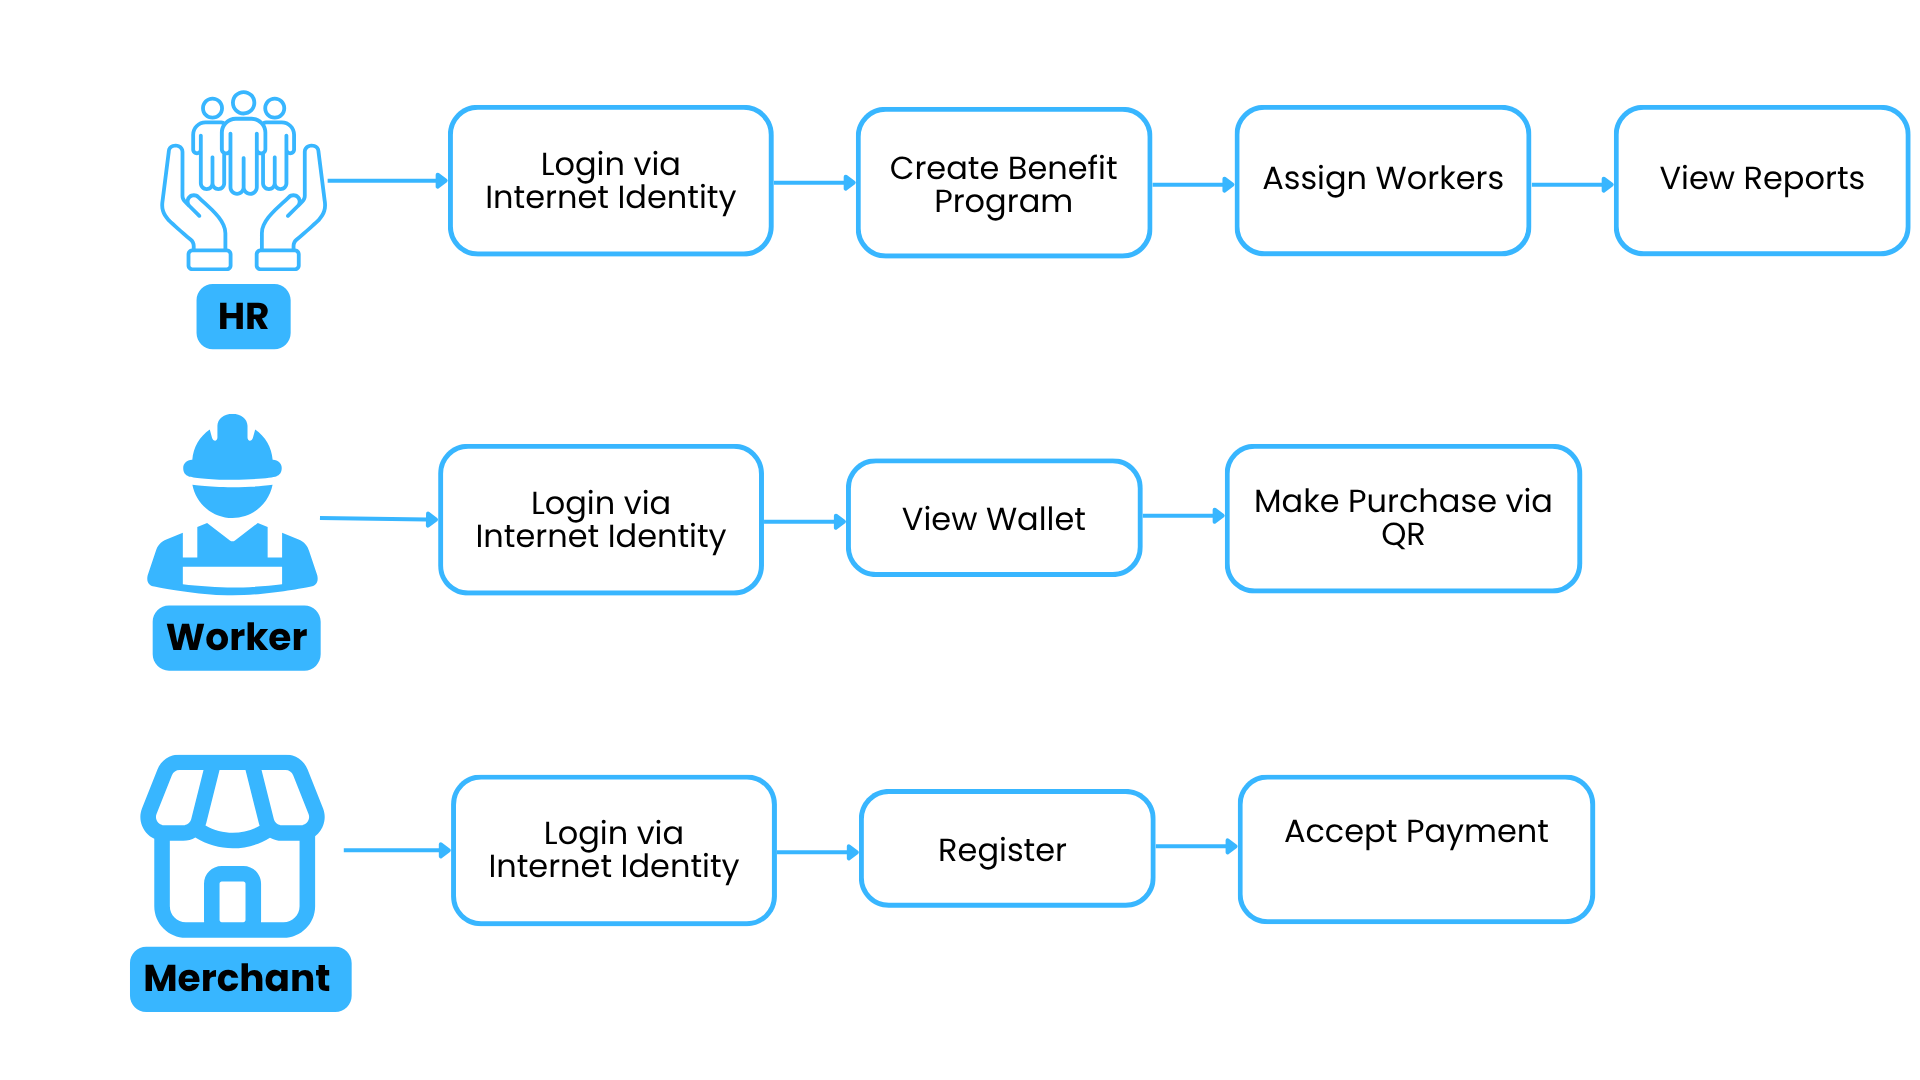 Login via
Internet Identity
Create Benefit
Program
Assign Workers
View Reports
HR
Login via
Internet Identity
View Wallet
Make Purchase via
QR
Worker
Login via
Internet Identity
Register
Accept Payment
Merchant